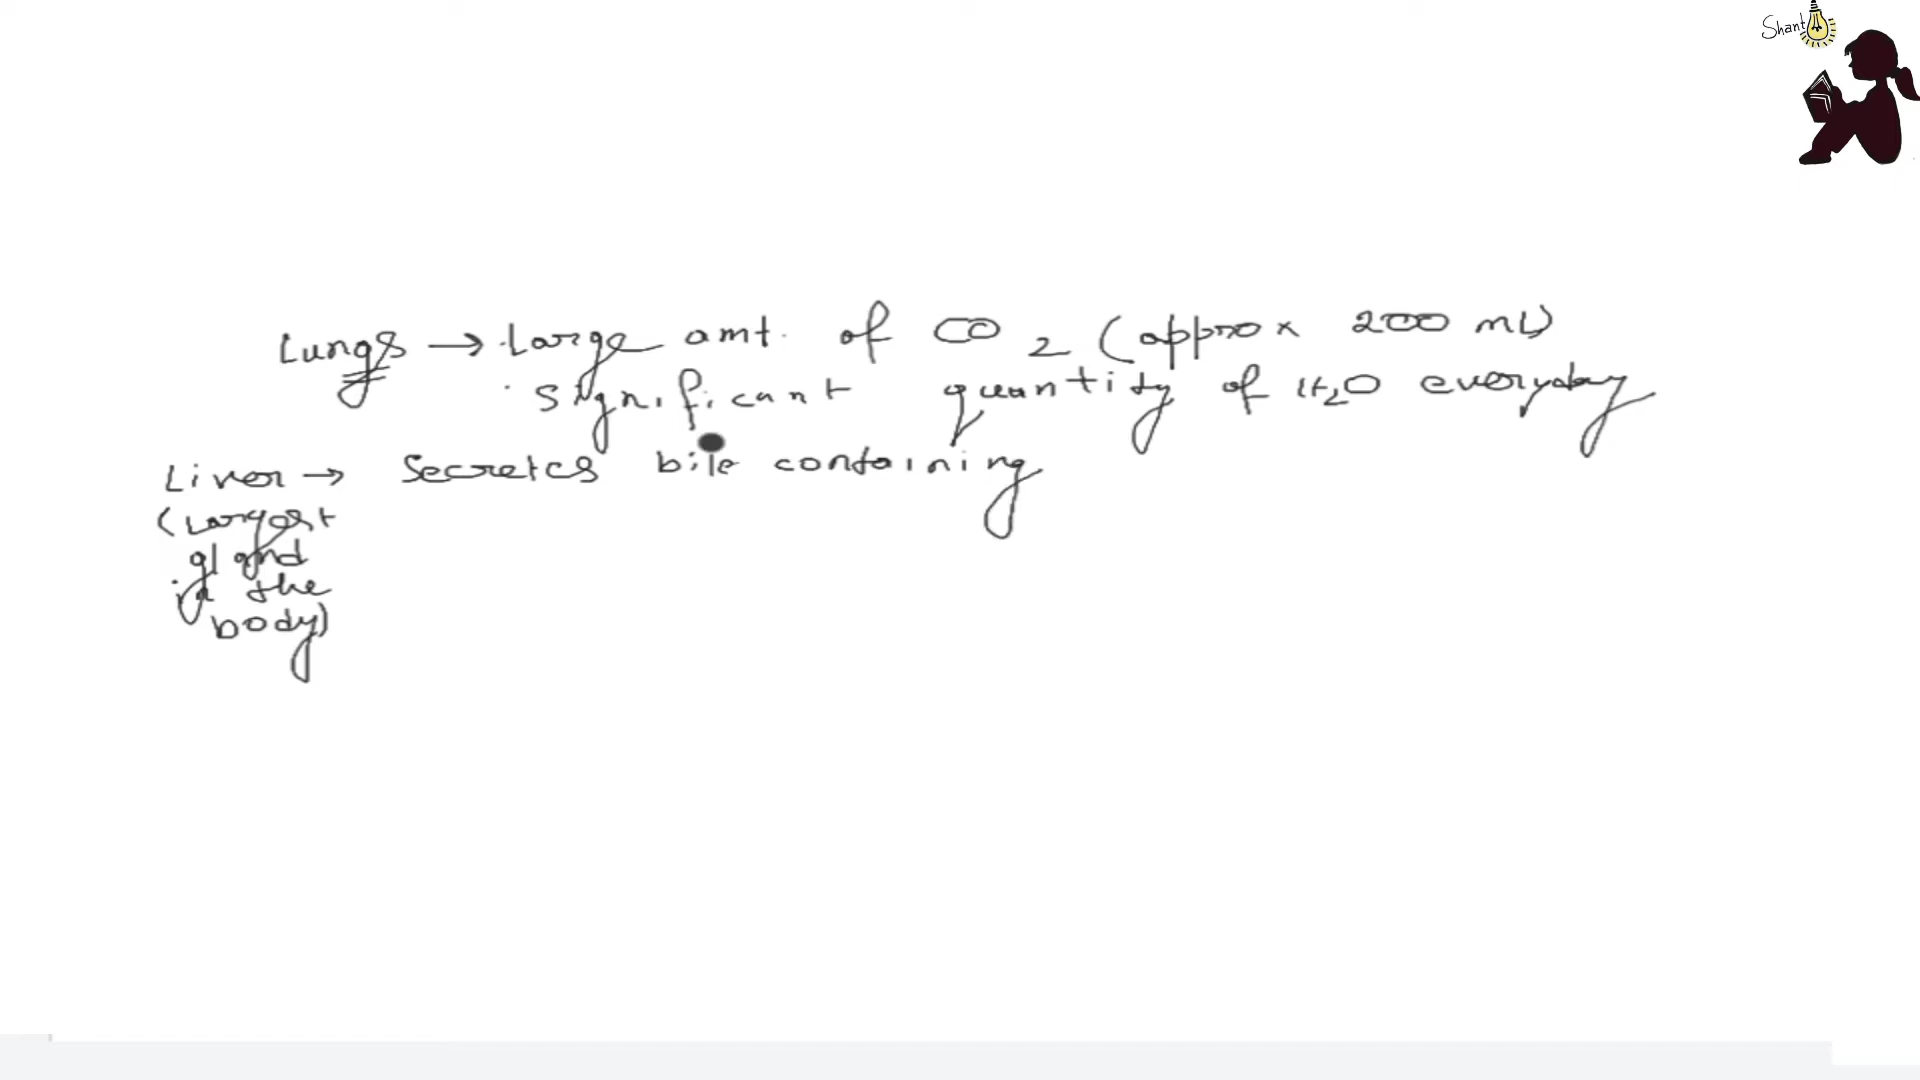 Shant
Lungs → Large amt. of CO2 (approx 200 mL)
significant quantity of H2O everyday
Liver → Secretes bile containing
(Largest
gland
in the
body)